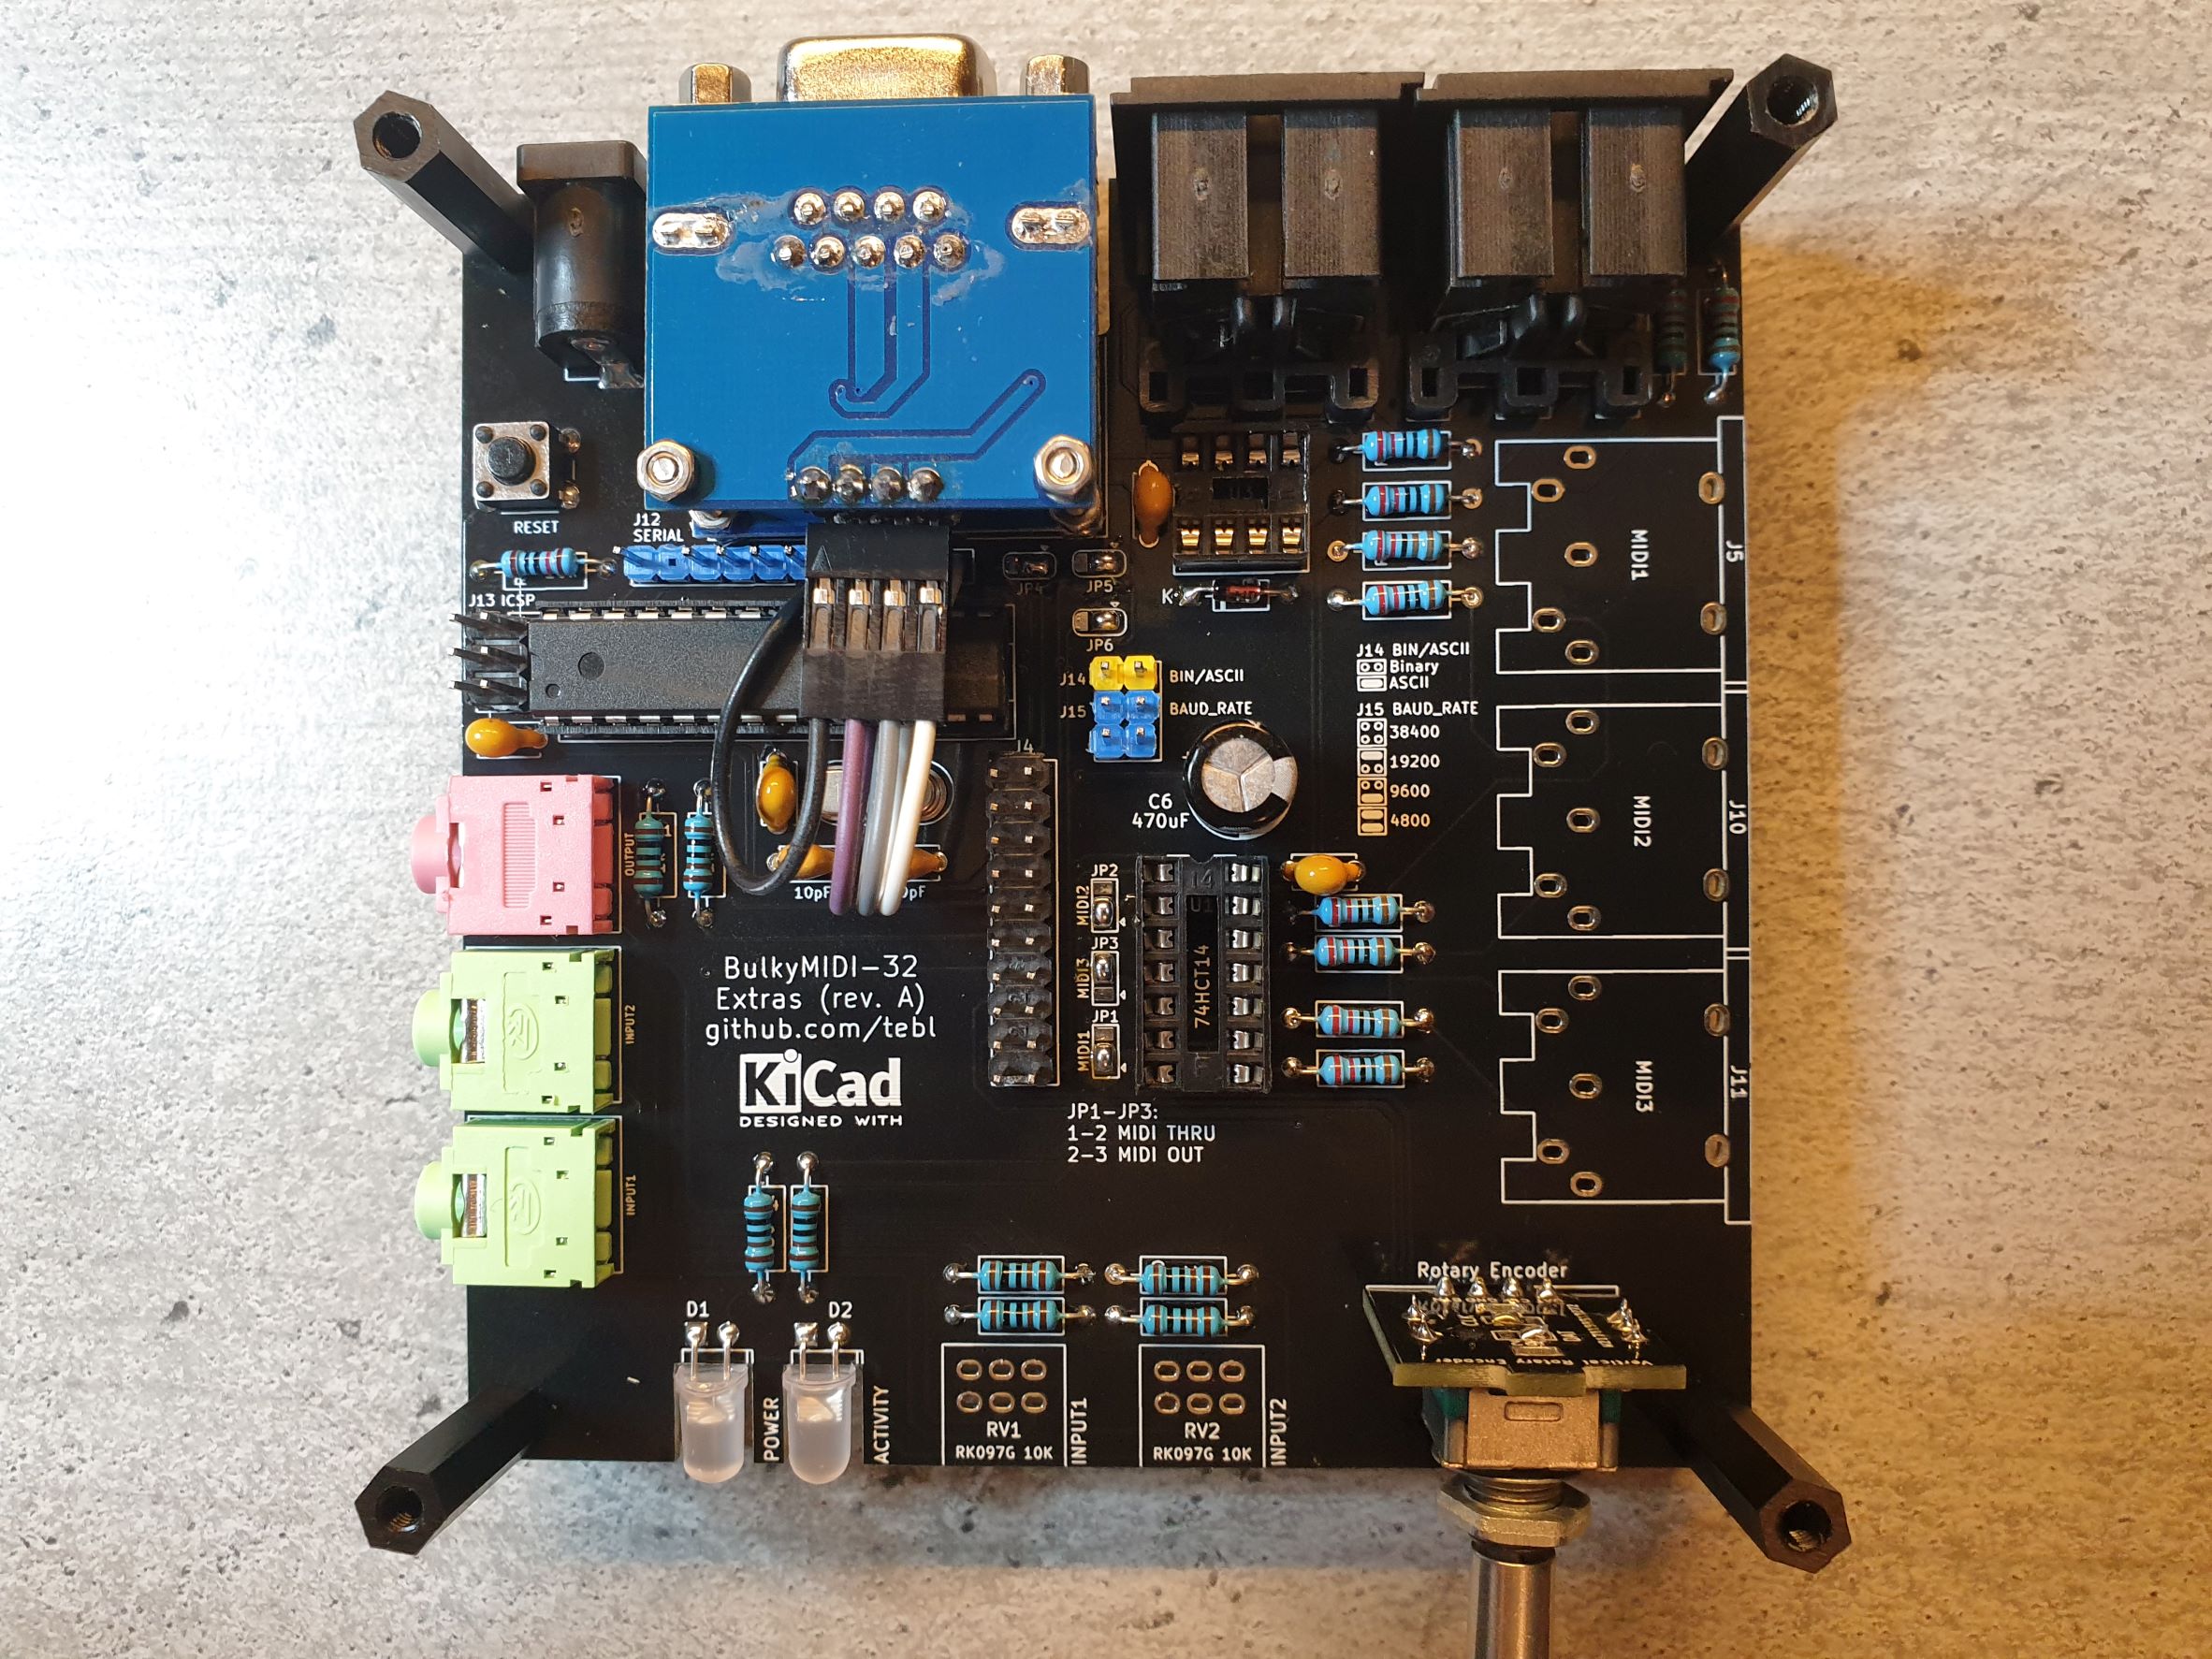 RESET
J12
SERIAL
J13 ICSP
JP4
JP5
JP6
K
J14
BIN/ASCII
J15
BAUD_RATE
J14 BIN/ASCII
Binary
ASCII
J15 BAUD_RATE
38400
19200
9600
4800
MIDI1
J5
MIDI2
J10
MIDI3
J11
J4
C6
470uF
OUTPUT
10pF
INPUT2
INPUT1
BulkyMIDI-32
Extras (rev. A)
github.com/tebl
KiCad
DESIGNED WITH
JP2
MIDI2
JP3
MIDI3
JP1
MIDI1
U1
74HCT14
JP1-JP3:
1-2 MIDI THRU
2-3 MIDI OUT
D1
D2
POWER
ACTIVITY
RV1
RK097G 10K
INPUT1
RV2
RK097G 10K
INPUT2
Rotary Encoder
Vertical Rotary Encoder